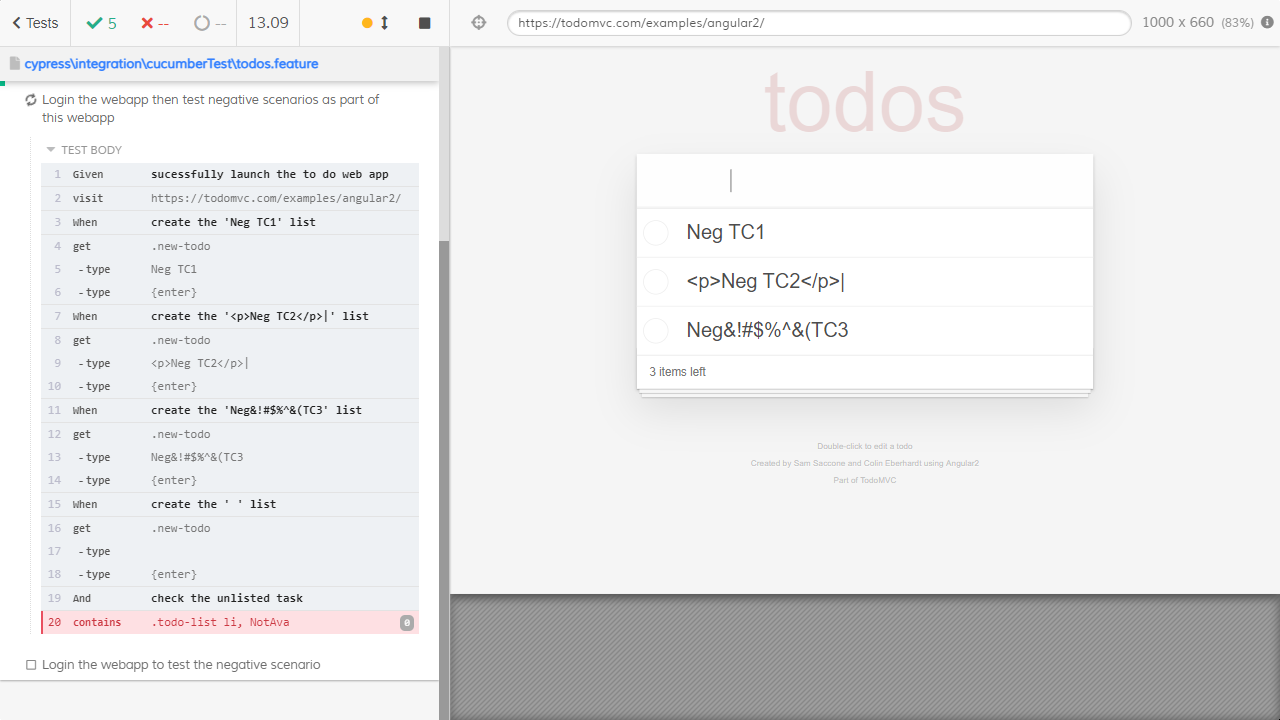 Tests
5
--
--
13.09
https://todomvc.com/examples/angular2/
1000 x 660 (83%)
cypress\integration\cucumberTest\todos.feature
Login the webapp then test negative scenarios as part of
this webapp
TEST BODY
1 Given sucessfully launch the to do web app
2 visit https://todomvc.com/examples/angular2/
3 When create the 'Neg TC1' list
4 get .new-todo
5 -type Neg TC1
6 -type {enter}
7 When create the '<p>Neg TC2</p>|' list
8 get .new-todo
9 -type <p>Neg TC2</p>|
10 -type {enter}
11 When create the 'Neg&!#$%^&(TC3' list
12 get .new-todo
13 -type Neg&!#$%^&(TC3
14 -type {enter}
15 When create the ' ' list
16 get .new-todo
17 -type
18 -type {enter}
19 And check the unlisted task
20 contains .todo-list li, NotAva 0
Login the webapp to test the negative scenario
todos
Neg TC1
<p>Neg TC2</p>|
Neg&!#$%^&(TC3
3 items left
Double-click to edit a todo
Created by Sam Saccone and Colin Eberhardt using Angular2
Part of TodoMVC